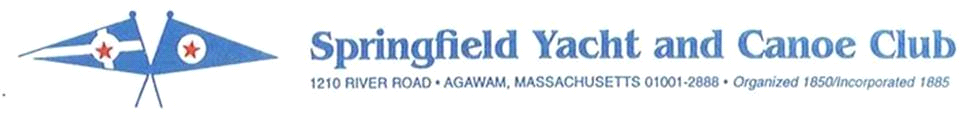 Springfield Yacht and Canoe Club
1210 RIVER ROAD • AGAWAM, MASSACHUSETTS 01001-2888 • Organized 1850/Incorporated 1885